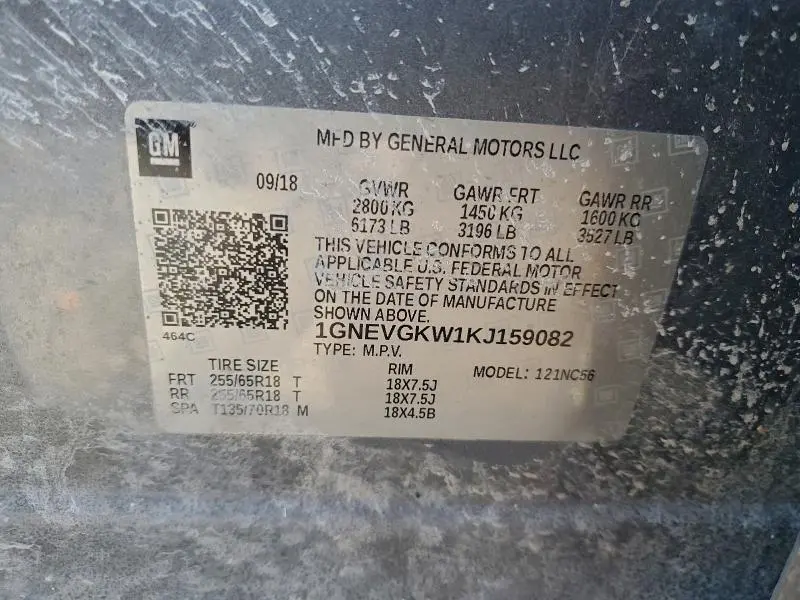 GM
MFD BY GENERAL MOTORS LLC
09/18
GVWR GAWR FRT GAWR RR
2800 KG 1450 KG 1600 KG
6173 LB 3196 LB 3527 LB
THIS VEHICLE CONFORMS TO ALL
APPLICABLE U.S. FEDERAL MOTOR
VEHICLE SAFETY STANDARDS IN EFFECT
ON THE DATE OF MANUFACTURE
SHOWN ABOVE.
1GNEVGKW1KJ159082
464C
TYPE: M.P.V. MODEL: 121NC56
TIRE SIZE RIM
FRT 255/65R18 T 18X7.5J
RR 255/65R18 T 18X7.5J
SPA T135/70R18 M 18X4.5B